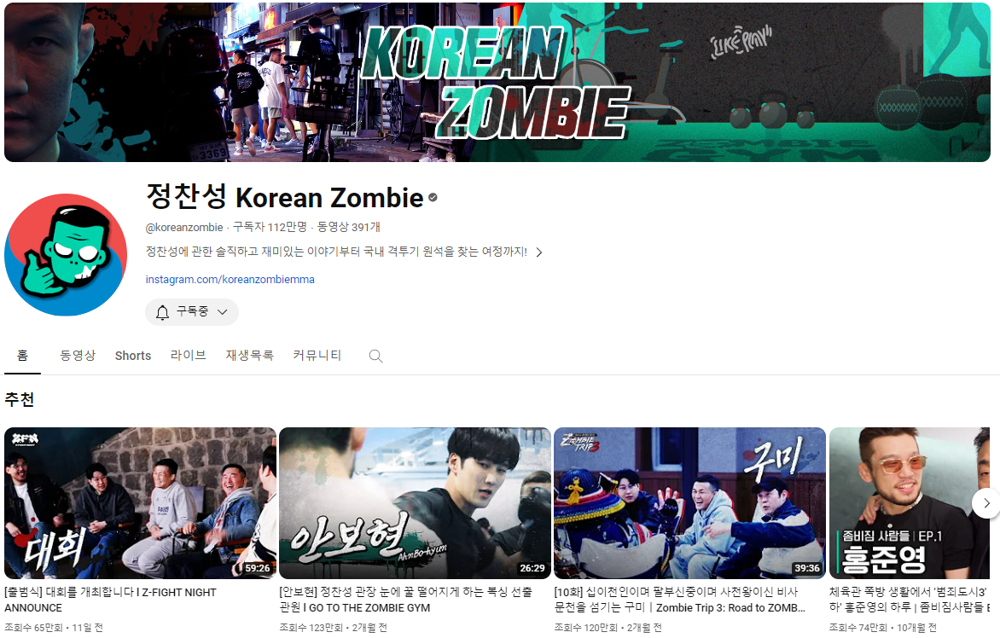 KOREAN
ZOMBIE
LIKE PLAY
3369
정찬성 Korean Zombie
@koreanzombie · 구독자 112만명 · 동영상 391개
정찬성에 관한 솔직하고 재미있는 이야기부터 국내 격투기 원석을 찾는 여정까지!
instagram.com/koreanzombiemma
구독중
홈 동영상 Shorts 라이브 재생목록 커뮤니티
추천
ZFN
대회
59:26
안보현
AhnBo-hyun
26:29
ZOMBIE
TRIP 3
구미
39:36
좀비짐 사람들 | EP.1
홍준영
[출범식] 대회를 개최합니다 l Z-FIGHT NIGHT
ANNOUNCE
조회수 65만회 • 11일 전
[안보현] 정찬성 관장 눈에 꿀 떨어지게 하는 복싱 선출
관원 l GO TO THE ZOMBIE GYM
조회수 123만회 • 2개월 전
[10화] 십이천인이며 팔부신중이며 사천왕이신 비사
문천을 섬기는 구미ㅣZombie Trip 3: Road to ZOMB...
조회수 120만회 • 2개월 전
체육관 쪽방 생활에서 '범죄도시3'
하' 홍준영의 하루 | 좀비짐사람들 E
조회수 74만회 • 10개월 전